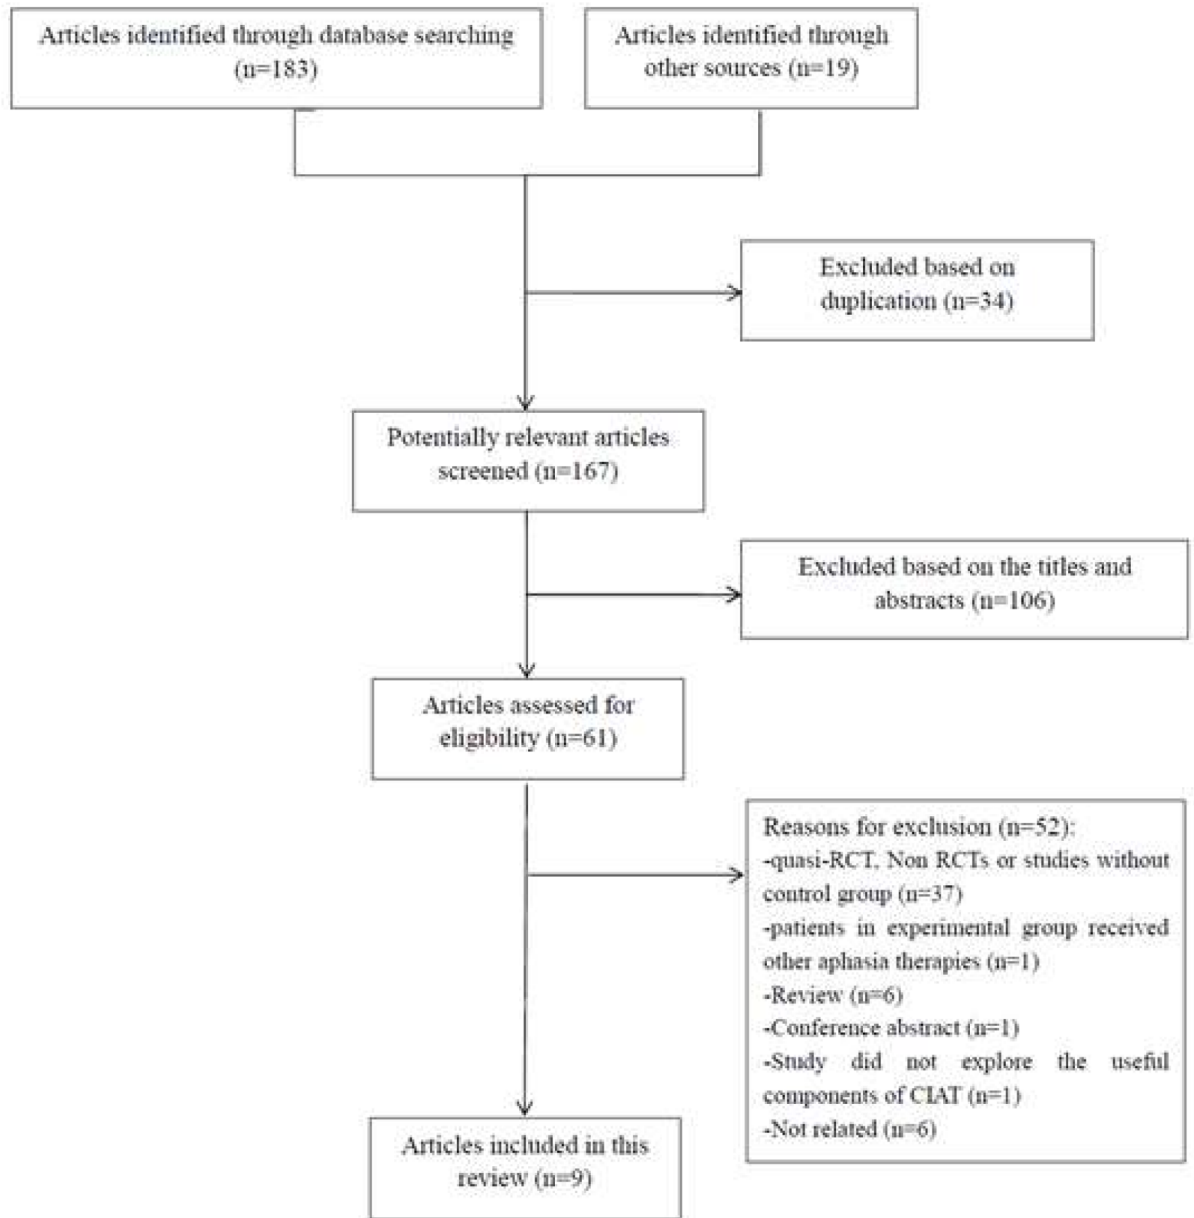 Articles identified through database searching
(n=183)
Articles identified through
other sources (n=19)
Excluded based on
duplication (n=34)
Potentially relevant articles
screened (n=167)
Excluded based on the titles and
abstracts (n=106)
Articles assessed for
eligibility (n=61)
Reasons for exclusion (n=52):
-quasi-RCT, Non RCTs or studies without
control group (n=37)
-patients in experimental group received
other aphasia therapies (n=1)
-Review (n=6)
-Conference abstract (n=1)
-Study did not explore the useful
components of CIAT (n=1)
-Not related (n=6)
Articles included in this
review (n=9)